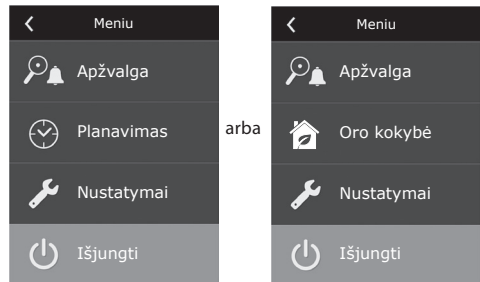 Meniu
Apžvalga
Planavimas
Nustatymai
Išjungti
arba
Meniu
Apžvalga
Oro kokybė
Nustatymai
Išjungti